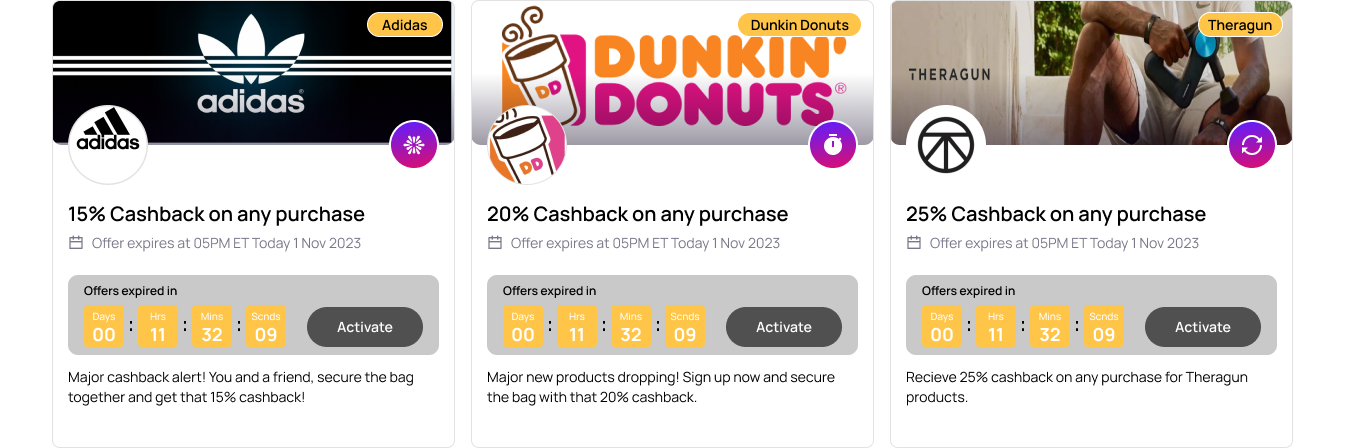 Adidas
adidas®
adidas
15% Cashback on any purchase
Offer expires at 05PM ET Today 1 Nov 2023
Offers expired in
Days : Hrs : Mins : Scnds
00 11 32 09
Activate
Major cashback alert! You and a friend, secure the bag
together and get that 15% cashback!
Dunkin Donuts
DUNKIN'
DONUTS®
DD
DD
20% Cashback on any purchase
Offer expires at 05PM ET Today 1 Nov 2023
Offers expired in
Days : Hrs : Mins : Scnds
00 11 32 09
Activate
Major new products dropping! Sign up now and secure
the bag with that 20% cashback.
Theragun
THERAGUN
25% Cashback on any purchase
Offer expires at 05PM ET Today 1 Nov 2023
Offers expired in
Days : Hrs : Mins : Scnds
00 11 32 09
Activate
Recieve 25% cashback on any purchase for Theragun
products.